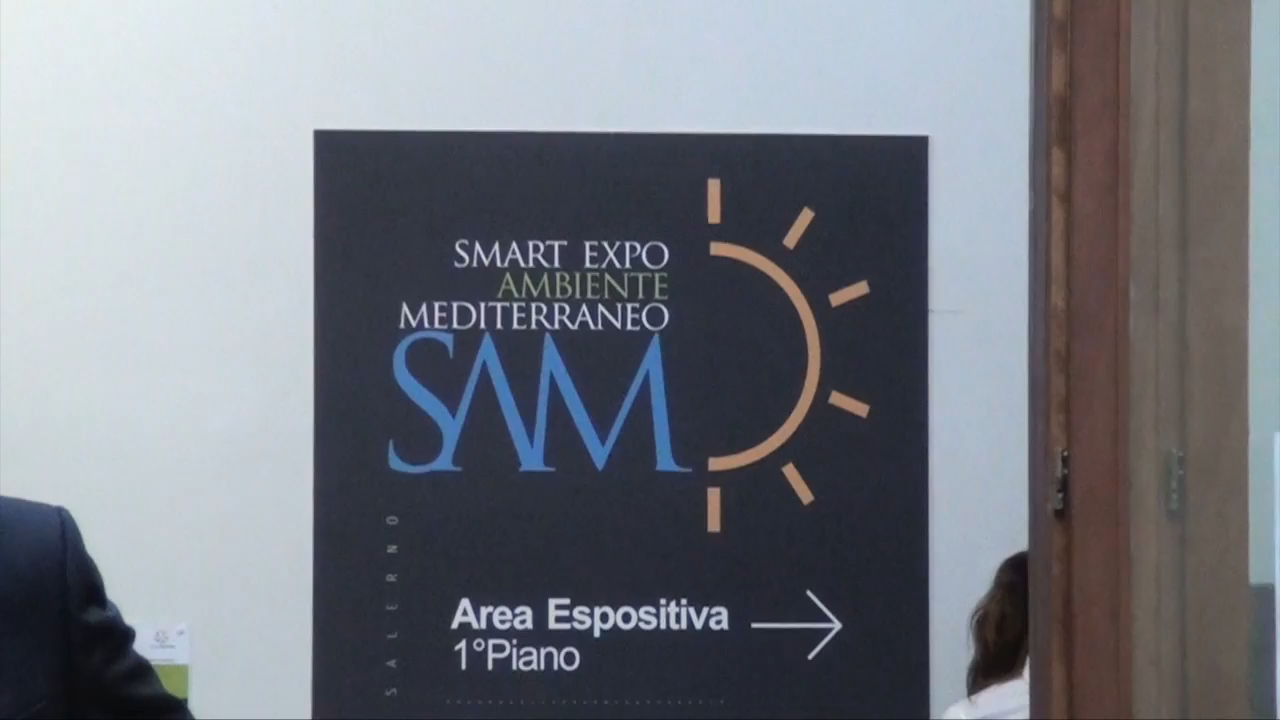 SMART EXPO
AMBIENTE
MEDITERRANEO
SAM
SALERNO
Area Espositiva
1°Piano